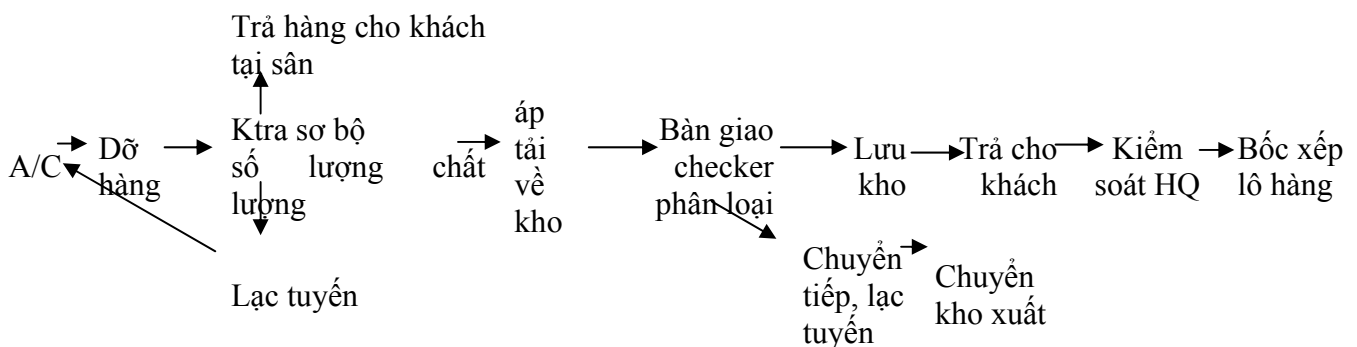 Trả hàng cho khách
tại sân
A/C
Dỡ
hàng
Ktra sơ bộ
số lượng chất
lượng
áp
tải
về
kho
Bàn giao
checker
phân loại
Lưu
kho
Trả cho
khách
Kiểm
soát HQ
Bốc xếp
lô hàng
Lạc tuyến
Chuyển
tiếp, lạc
tuyến
Chuyển
kho xuất